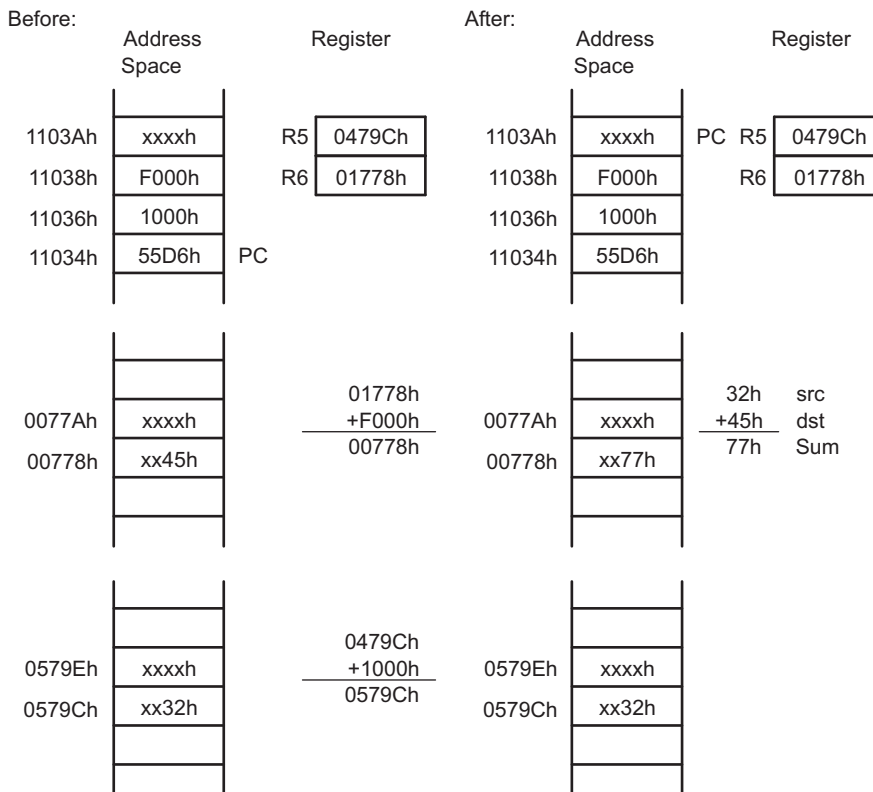 Before:
Address Space
Register
1103Ah xxxxh R5 0479Ch
11038h F000h R6 01778h
11036h 1000h
11034h 55D6h PC
01778h
0077Ah xxxxh +F000h
00778h xx45h 00778h
0479Ch
0579Eh xxxxh +1000h
0579Ch xx32h 0579Ch
After:
Address Space
Register
1103Ah xxxxh PC R5 0479Ch
11038h F000h R6 01778h
11036h 1000h
11034h 55D6h
32h src
0077Ah xxxxh +45h dst
00778h xx77h 77h Sum
0579Eh xxxxh
0579Ch xx32h